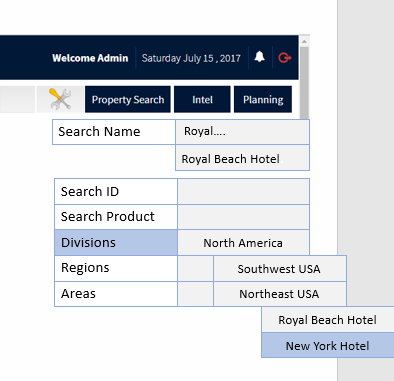 Welcome Admin Saturday July 15 , 2017
Property Search Intel Planning
Search Name Royal....
Royal Beach Hotel
Search ID
Search Product
Divisions North America
Regions Southwest USA
Areas Northeast USA
Royal Beach Hotel
New York Hotel